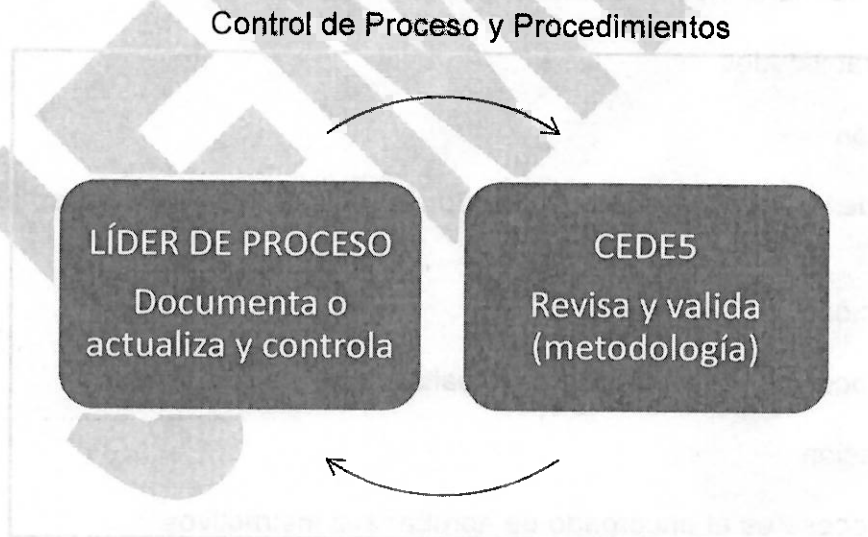 Control de Proceso y Procedimientos
LÍDER DE PROCESO
Documenta o
actualiza y controla
CEDE5
Revisa y valida
(metodología)